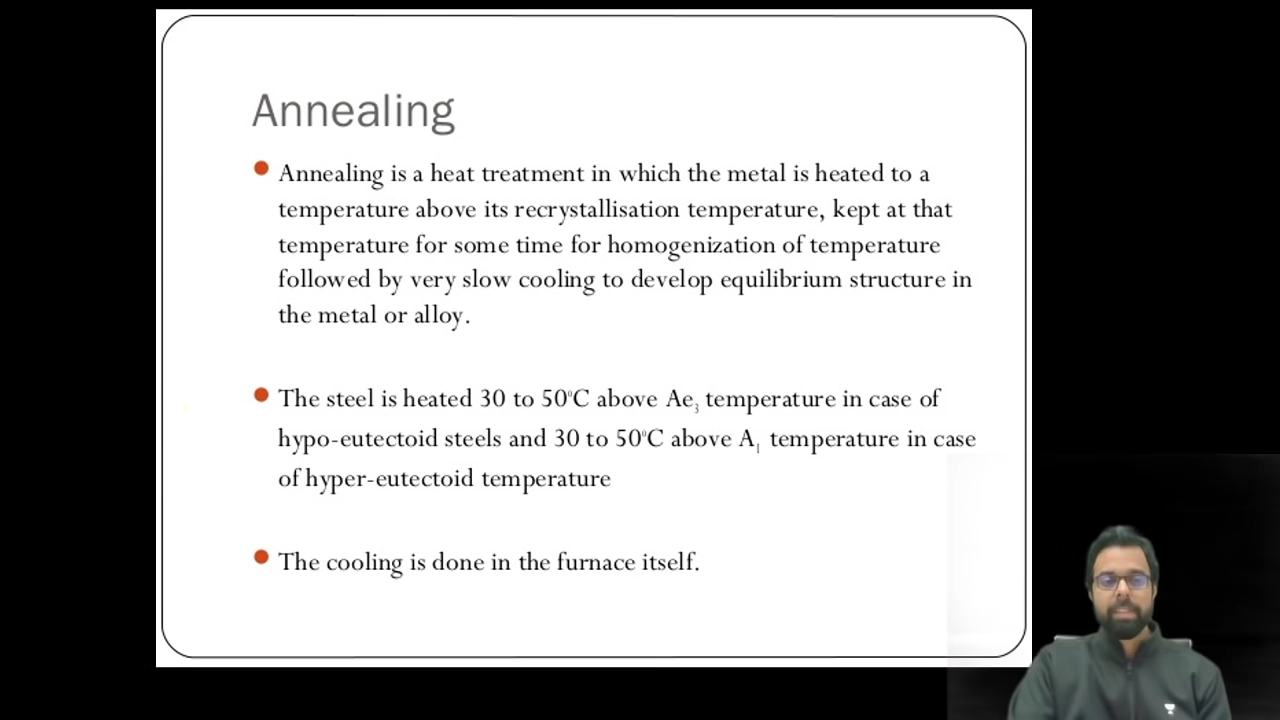 Annealing
Annealing is a heat treatment in which the metal is heated to a
temperature above its recrystallisation temperature, kept at that
temperature for some time for homogenization of temperature
followed by very slow cooling to develop equilibrium structure in
the metal or alloy.
The steel is heated 30 to 50⁰C above Ae₃ temperature in case of
hypo-eutectoid steels and 30 to 50⁰C above A₁ temperature in case
of hyper-eutectoid temperature
The cooling is done in the furnace itself.